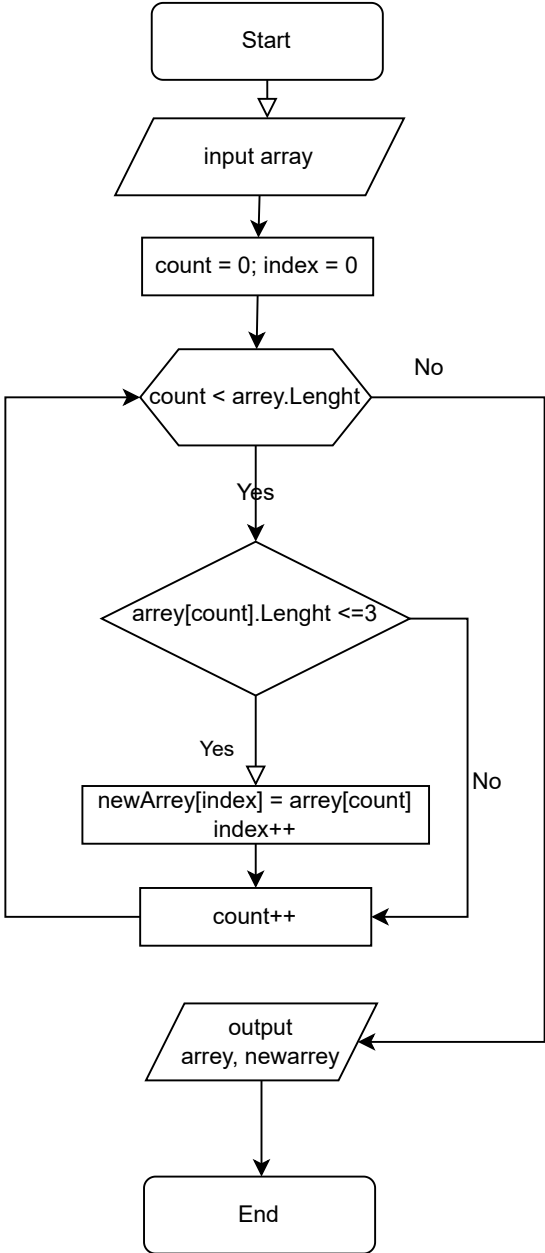 Start
input array
count = 0; index = 0
No
count < arrey.Lenght
Yes
arrey[count].Lenght <=3
Yes
No
newArrey[index] = arrey[count]
index++
count++
output
arrey, newarrey
End